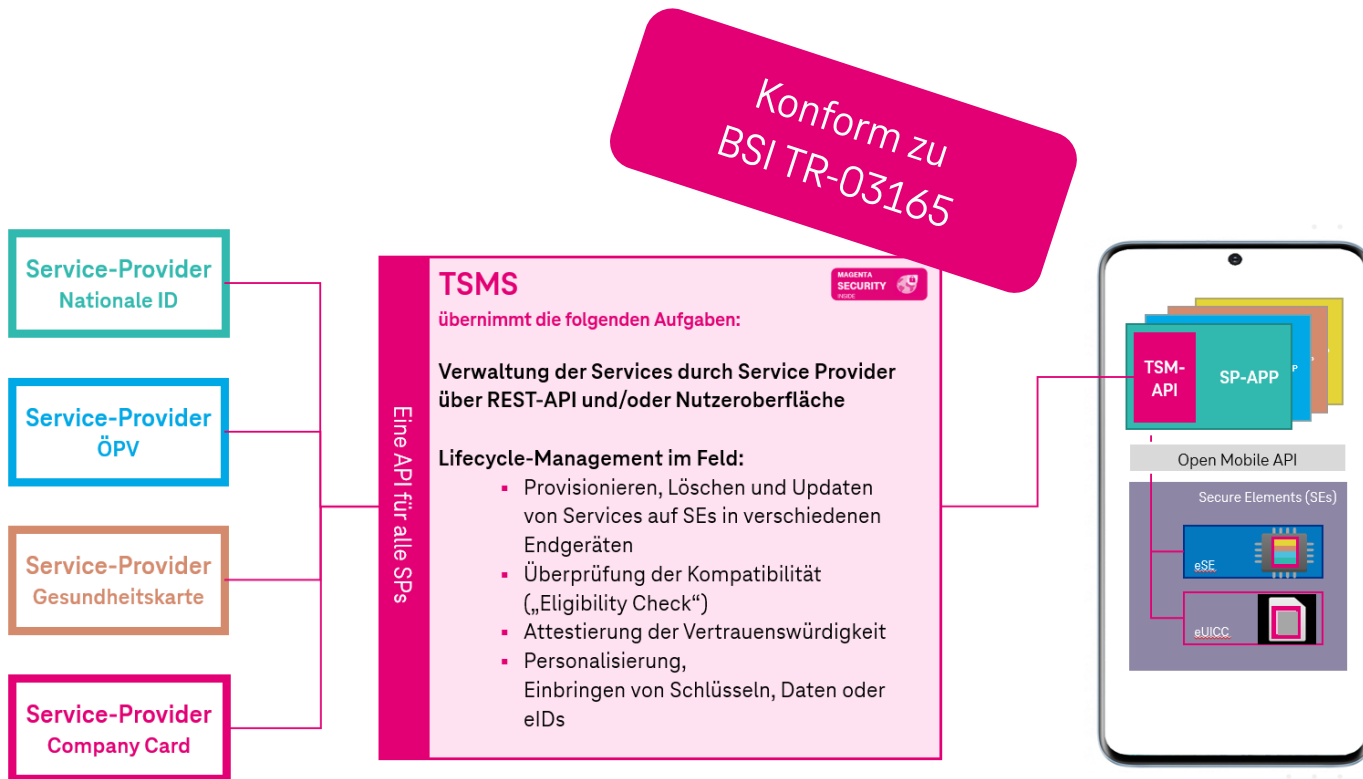 Konform zu
BSI TR-03165
Service-Provider
Nationale ID
Service-Provider
ÖPV
Service-Provider
Gesundheitskarte
Service-Provider
Company Card
Eine API für alle SPs
TSMS
MAGENTA
SECURITY
INSIDE
übernimmt die folgenden Aufgaben:
Verwaltung der Services durch Service Provider
über REST-API und/oder Nutzeroberfläche
Lifecycle-Management im Feld:
▪ Provisionieren, Löschen und Updaten
von Services auf SEs in verschiedenen
Endgeräten
▪ Überprüfung der Kompatibilität
(„Eligibility Check“)
▪ Attestierung der Vertrauenswürdigkeit
▪ Personalisierung,
Einbringen von Schlüsseln, Daten oder
eIDs
TSM-
API
SP-APP
P
Open Mobile API
Secure Elements (SEs)
eSE
eUICC